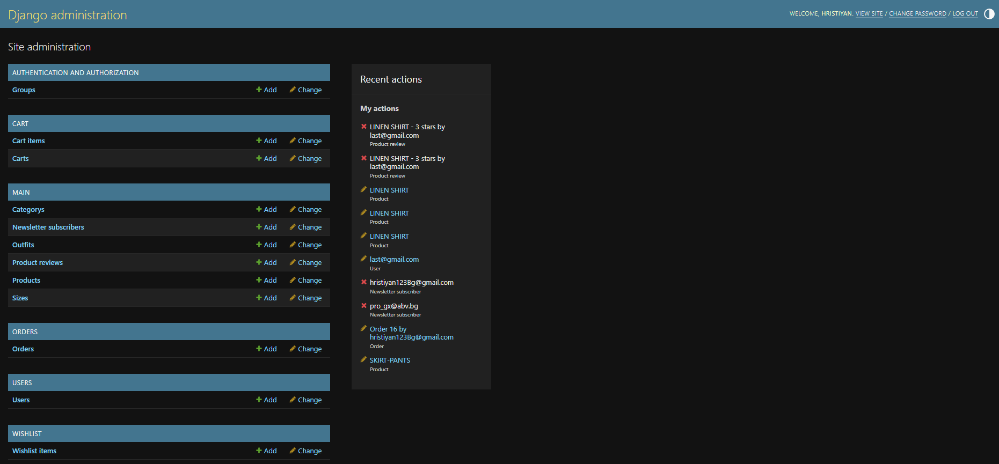 Django administration
WELCOME, HRISTIYAN. VIEW SITE / CHANGE PASSWORD / LOG OUT
Site administration
AUTHENTICATION AND AUTHORIZATION
Groups Add Change
CART
Cart items Add Change
Carts Add Change
MAIN
Categorys Add Change
Newsletter subscribers Add Change
Outfits Add Change
Product reviews Add Change
Products Add Change
Sizes Add Change
ORDERS
Orders Add Change
USERS
Users Add Change
WISHLIST
Wishlist items Add Change
Recent actions
My actions
LINEN SHIRT - 3 stars by
last@gmail.com
Product review
LINEN SHIRT - 3 stars by
last@gmail.com
Product review
LINEN SHIRT
Product
LINEN SHIRT
Product
LINEN SHIRT
Product
last@gmail.com
User
hristiyan123Bg@gmail.com
Newsletter subscriber
pro_gx@abv.bg
Newsletter subscriber
Order 16 by
hristiyan123Bg@gmail.com
Order
SKIRT-PANTS
Product